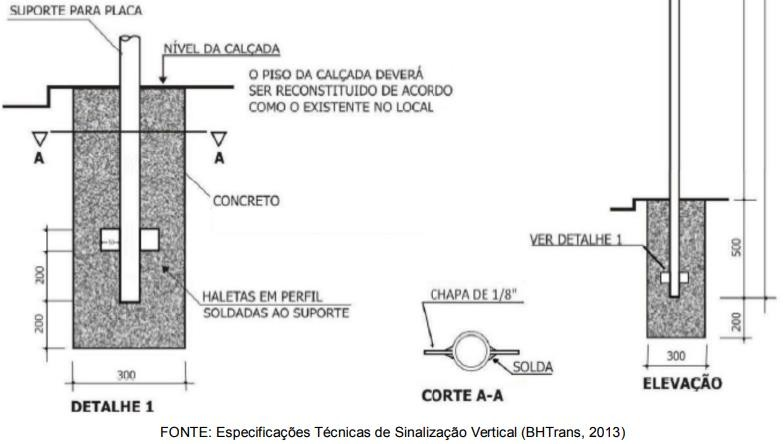 SUPORTE PARA PLACA
NÍVEL DA CALÇADA
O PISO DA CALÇADA DEVERÁ
SER RECONSTITUIDO DE ACORDO
COMO O EXISTENTE NO LOCAL
A
A
CONCRETO
200
200
HALETAS EM PERFIL
SOLDADAS AO SUPORTE
300
DETALHE 1
CHAPA DE 1/8"
SOLDA
CORTE A-A
VER DETALHE 1
500
200
300
ELEVAÇÃO
FONTE: Especificações Técnicas de Sinalização Vertical (BHTrans, 2013)